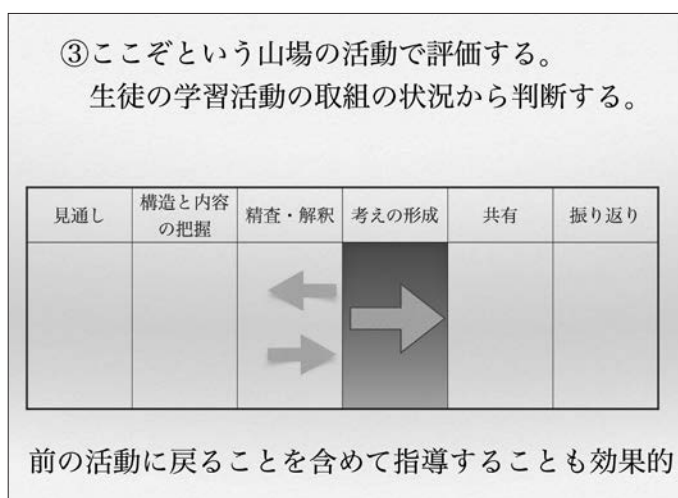 ③ここぞという山場の活動で評価する。
生徒の学習活動の取組の状況から判断する。
見通し
構造と内容
の把握
精査・解釈
考えの形成
共有
振り返り
前の活動に戻ることを含めて指導することも効果的